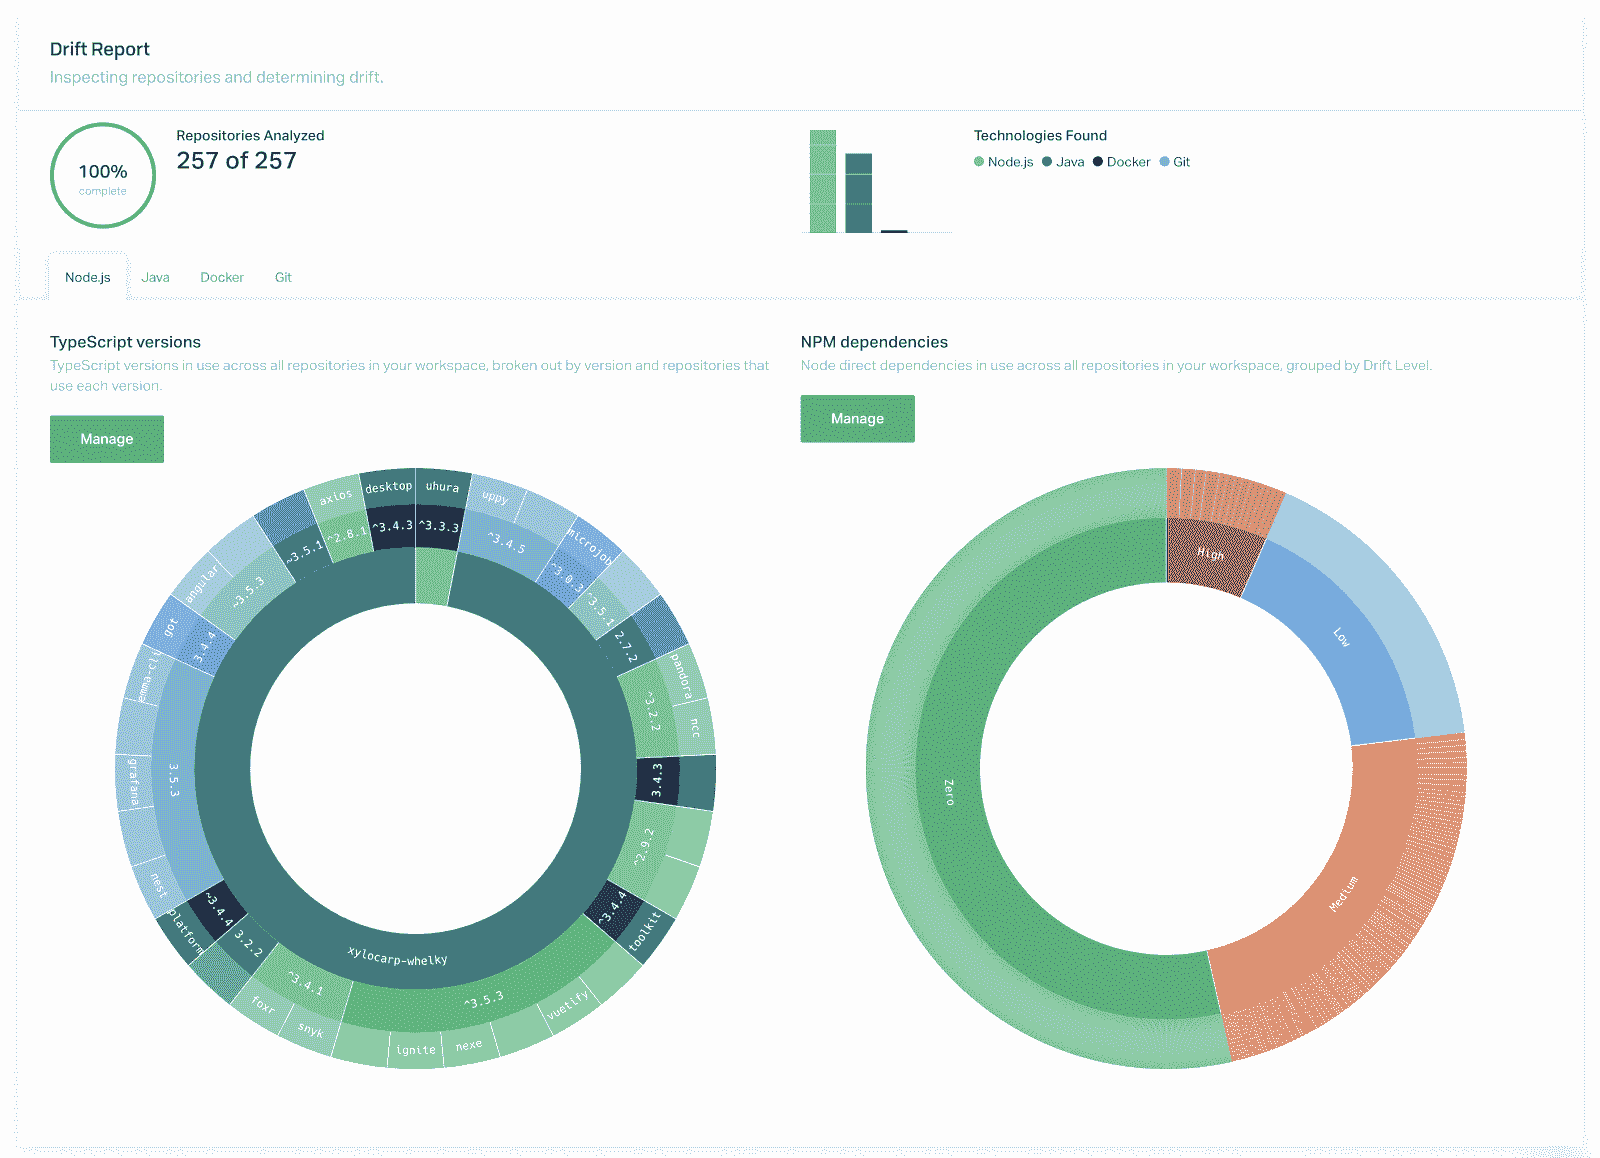 Drift Report
Inspecting repositories and determining drift.
100%
complete
Repositories Analyzed
257 of 257
Technologies Found
Node.js Java Docker Git
Node.js Java Docker Git
TypeScript versions
TypeScript versions in use across all repositories in your workspace, broken out by version and repositories that
use each version.
Manage
NPM dependencies
Node direct dependencies in use across all repositories in your workspace, grouped by Drift Level.
Manage
uhura
^3.3.3
uppy
^3.4.5
microjob
^3.0.3
^3.5.1
2.7.2
pandora
^3.2.2
ncc
3.4.3
^2.9.2
^3.4.4
toolkit
^3.5.3
vuetify
nexe
ignite
^3.4.1
snyk
foxr
3.2.2
~3.4.4
platform
3.5.3
nest
grafana
emma-cli
3.4.4
got
~3.5.3
angular
~3.5.1
^2.8.1
axios
^3.4.3
desktop
xylocarp-whelky
High
Low
Medium
Zero